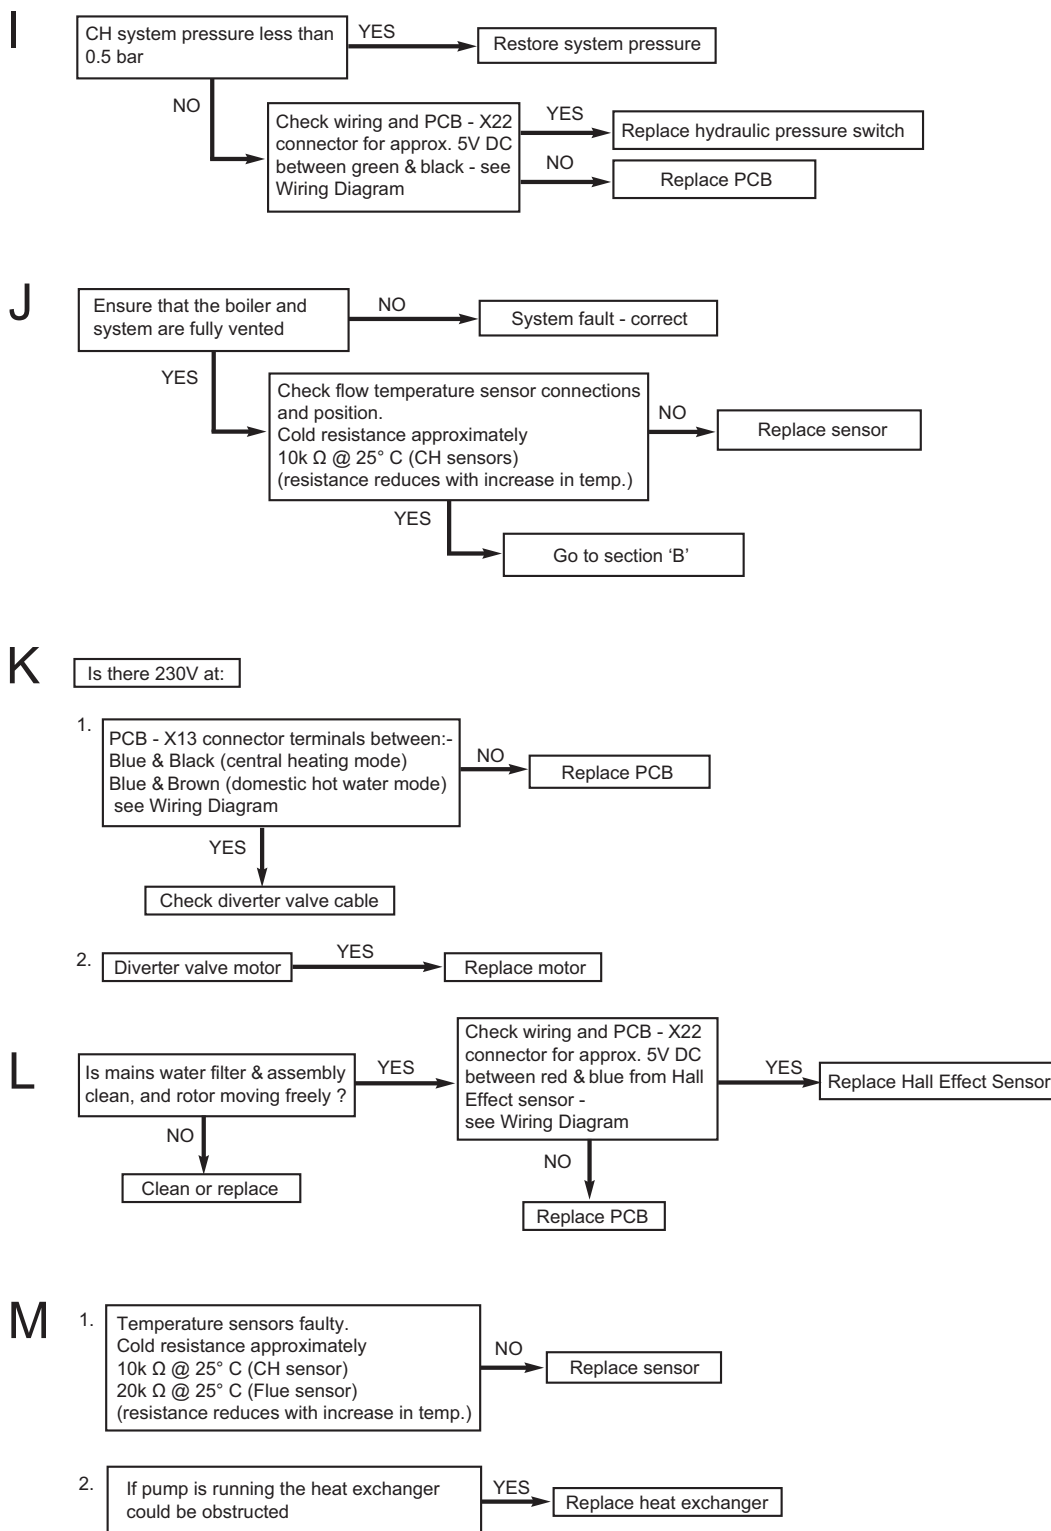 I
CH system pressure less than
0.5 bar
YES
Restore system pressure
NO
Check wiring and PCB - X22
connector for approx. 5V DC
between green & black - see
Wiring Diagram
YES
Replace hydraulic pressure switch
NO
Replace PCB
J
Ensure that the boiler and
system are fully vented
NO
System fault - correct
YES
Check flow temperature sensor connections
and position.
Cold resistance approximately
10k Ω @ 25° C (CH sensors)
(resistance reduces with increase in temp.)
NO
Replace sensor
YES
Go to section ‘B’
K
Is there 230V at:
1.
PCB - X13 connector terminals between:-
Blue & Black (central heating mode)
Blue & Brown (domestic hot water mode)
see Wiring Diagram
NO
Replace PCB
YES
Check diverter valve cable
2.
Diverter valve motor
YES
Replace motor
L
Is mains water filter & assembly
clean, and rotor moving freely ?
YES
Check wiring and PCB - X22
connector for approx. 5V DC
between red & blue from Hall
Effect sensor -
see Wiring Diagram
YES
Replace Hall Effect Sensor
NO
Clean or replace
NO
Replace PCB
M
1.
Temperature sensors faulty.
Cold resistance approximately
10k Ω @ 25° C (CH sensor)
20k Ω @ 25° C (Flue sensor)
(resistance reduces with increase in temp.)
NO
Replace sensor
2.
If pump is running the heat exchanger
could be obstructed
YES
Replace heat exchanger